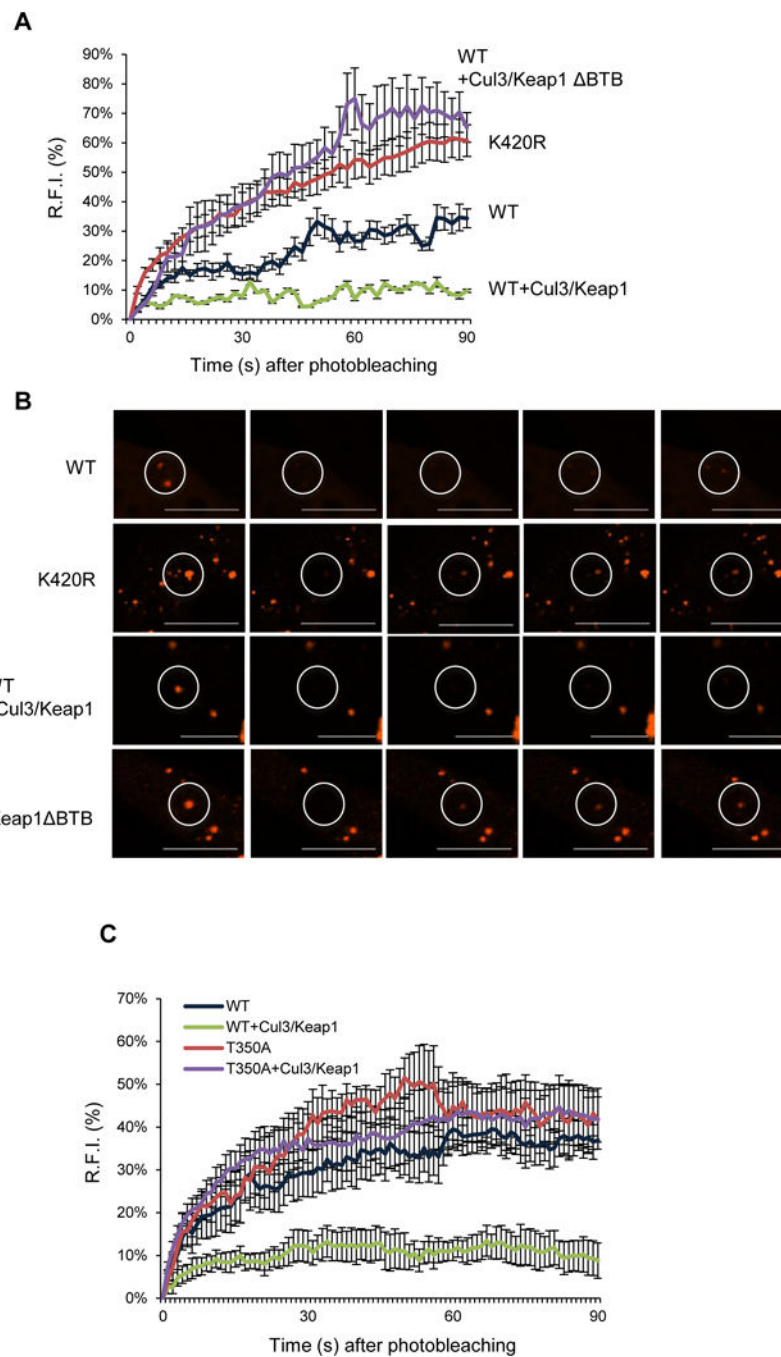 A
90%
80%
70%
60%
50%
40%
30%
20%
10%
0%
R.F.I. (%)
WT
+Cul3/Keap1 ΔBTB
K420R
WT
WT+Cul3/Keap1
0
30
60
90
Time (s) after photobleaching
B
WT
K420R
Cul3/Keap1
Keap1ΔBTB
C
70%
60%
50%
40%
30%
20%
10%
0%
R.F.I. (%)
WT
WT+Cul3/Keap1
T350A
T350A+Cul3/Keap1
0
30
60
90
Time (s) after photobleaching